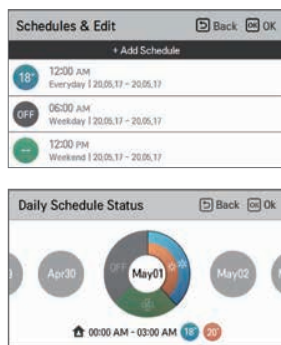 Schedules & Edit Back OK OK
+ Add Schedule
18° 12:00 AM
Everyday | 20.05.17 ~ 20.05.17
OFF 06:00 AM
Weekday | 20.05.17 ~ 20.05.17
12:00 PM
Weekend | 20.05.17 ~ 20.05.17
Daily Schedule Status Back OK Ok
Apr30 OFF May01 May02
00:00 AM - 03:00 AM 18° 20°